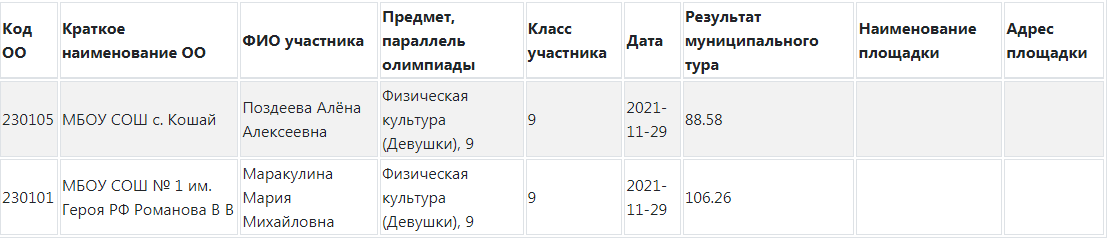 Код ОО
Краткое наименование ОО
ФИО участника
Предмет, параллель олимпиады
Класс участника
Дата
Результат муниципального тура
Наименование площадки
Адрес площадки
230105
МБОУ СОШ с. Кошай
Поздеева Алёна
Алексеевна
Физическая
культура
(Девушки), 9
9
2021-
11-29
88.58
230101
МБОУ СОШ № 1 им.
Героя РФ Романова В В
Маракулина
Мария
Михайловна
Физическая
культура
(Девушки), 9
9
2021-
11-29
106.26